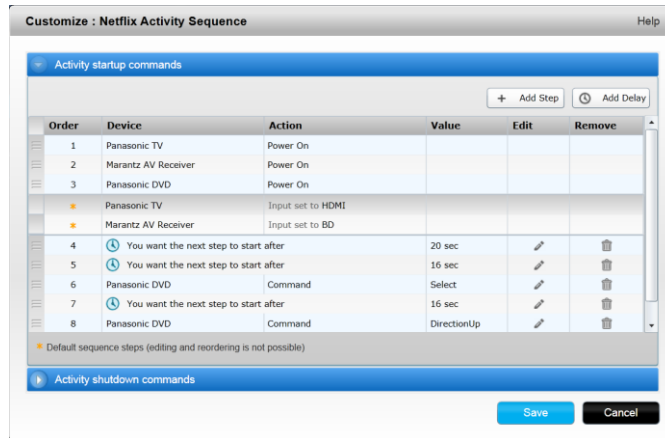 Customize : Netflix Activity Sequence Help
Activity startup commands
+ Add Step Add Delay
Order Device Action Value Edit Remove
1 Panasonic TV Power On
2 Marantz AV Receiver Power On
3 Panasonic DVD Power On
* Panasonic TV Input set to HDMI
* Marantz AV Receiver Input set to BD
4 You want the next step to start after 20 sec
5 You want the next step to start after 16 sec
6 Panasonic DVD Command Select
7 You want the next step to start after 16 sec
8 Panasonic DVD Command DirectionUp
* Default sequence steps (editing and reordering is not possible)
Activity shutdown commands
Save Cancel